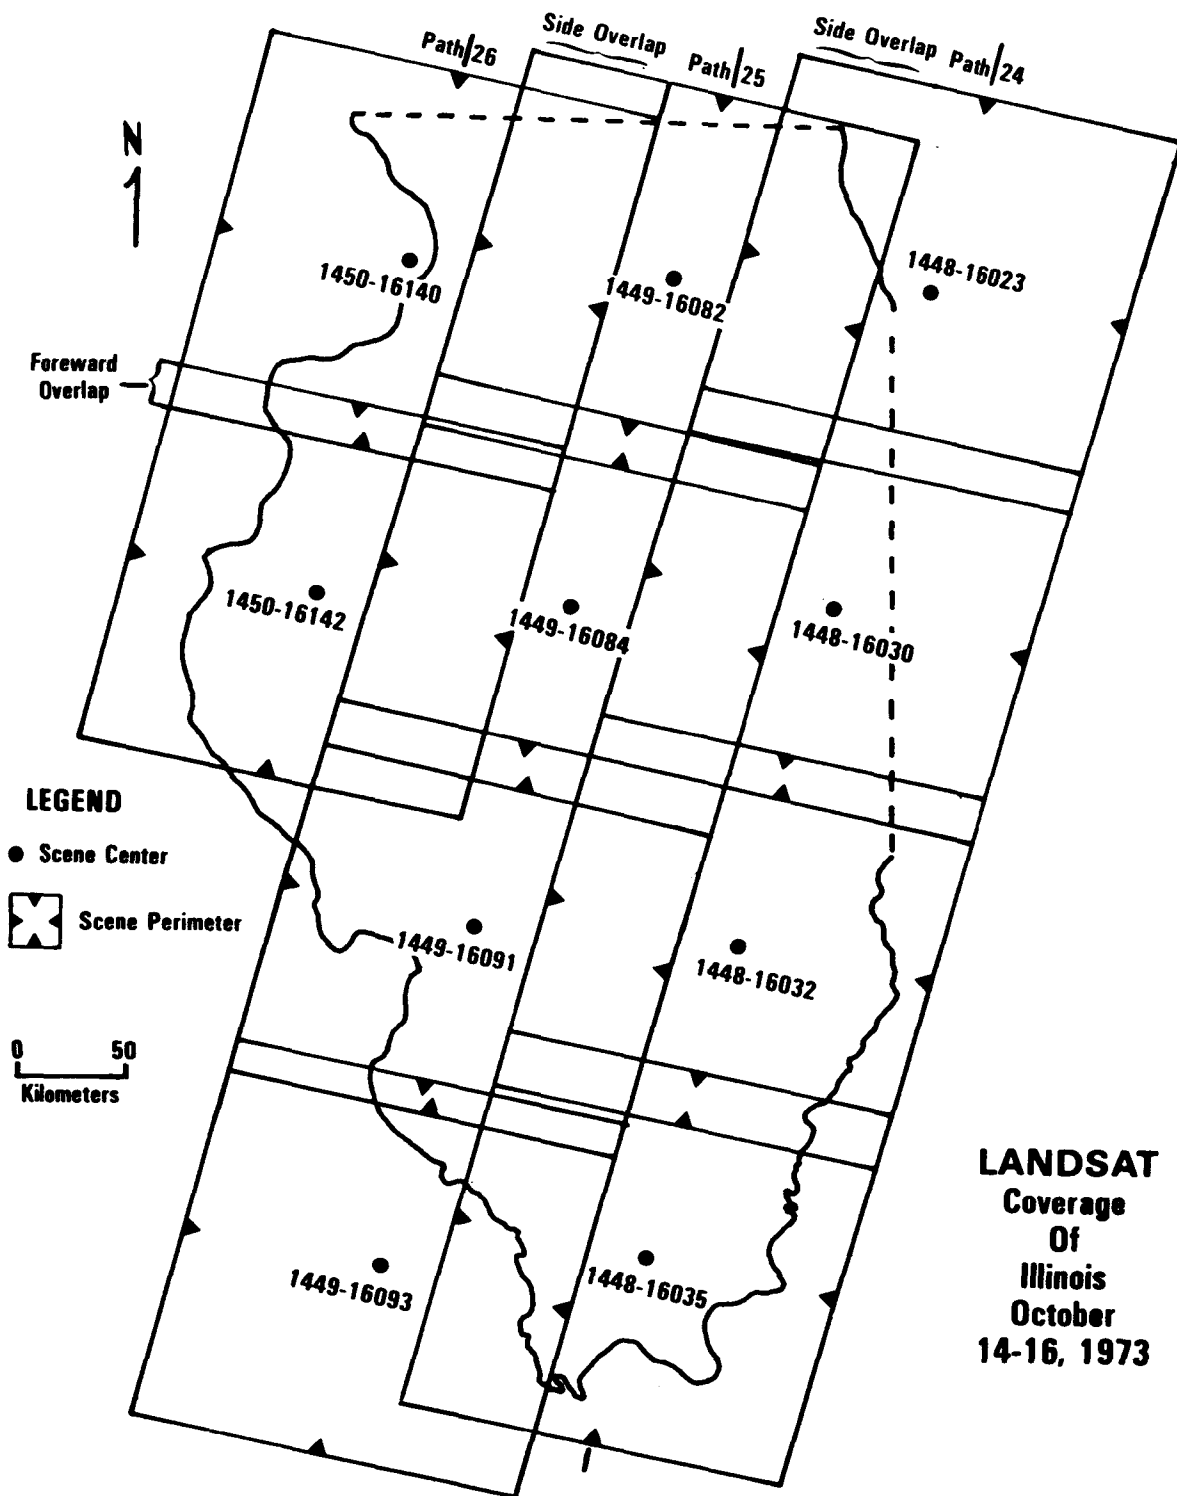 Side Overlap
Side Overlap
Path/26
Path/25
Path/24
N
1450-16140
1449-16082
1448-16023
Foreward
Overlap
1450-16142
1449-16084
1448-16030
LEGEND
Scene Center
Scene Perimeter
1449-16091
1448-16032
0 50
Kilometers
1449-16093
1448-16035
LANDSAT
Coverage
Of
Illinois
October
14-16, 1973